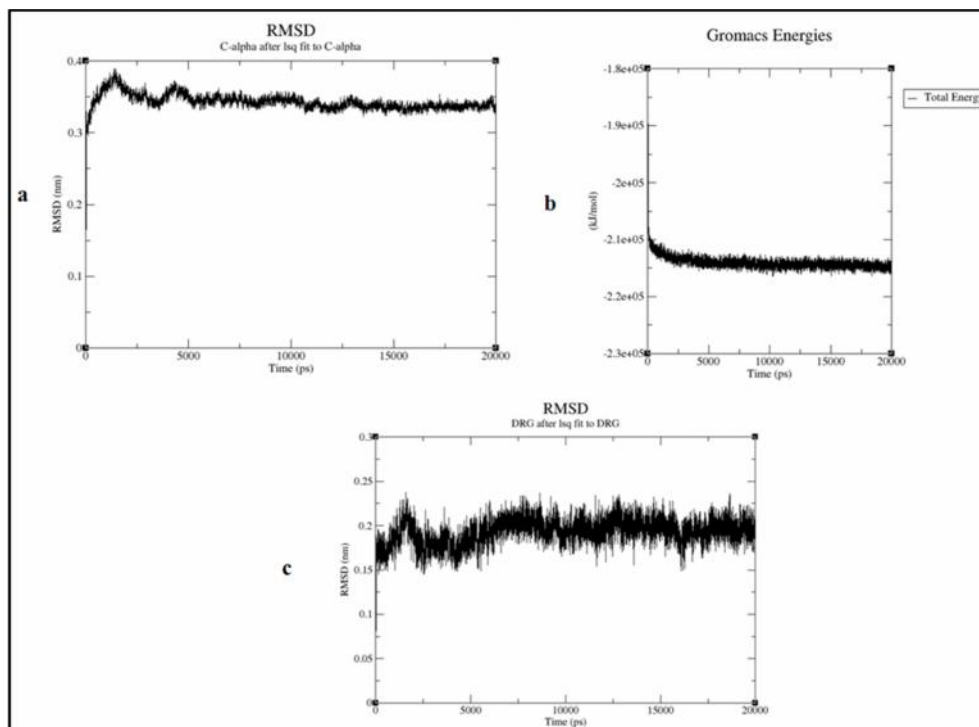 RMSD
C-alpha after lsq fit to C-alpha
0.4
0.3
0.2
0.1
0
RMSD (nm)
0
5000
10000
15000
20000
Time (ps)
a
Gromacs Energies
-1.8e+05
-1.9e+05
-2e+05
-2.1e+05
-2.2e+05
-2.3e+05
(kJ/mol)
0
5000
10000
15000
20000
Time (ps)
Total Energ
b
RMSD
DRG after lsq fit to DRG
0.3
0.25
0.2
0.15
0.1
0.05
0
RMSD (nm)
0
5000
10000
15000
20000
Time (ps)
c